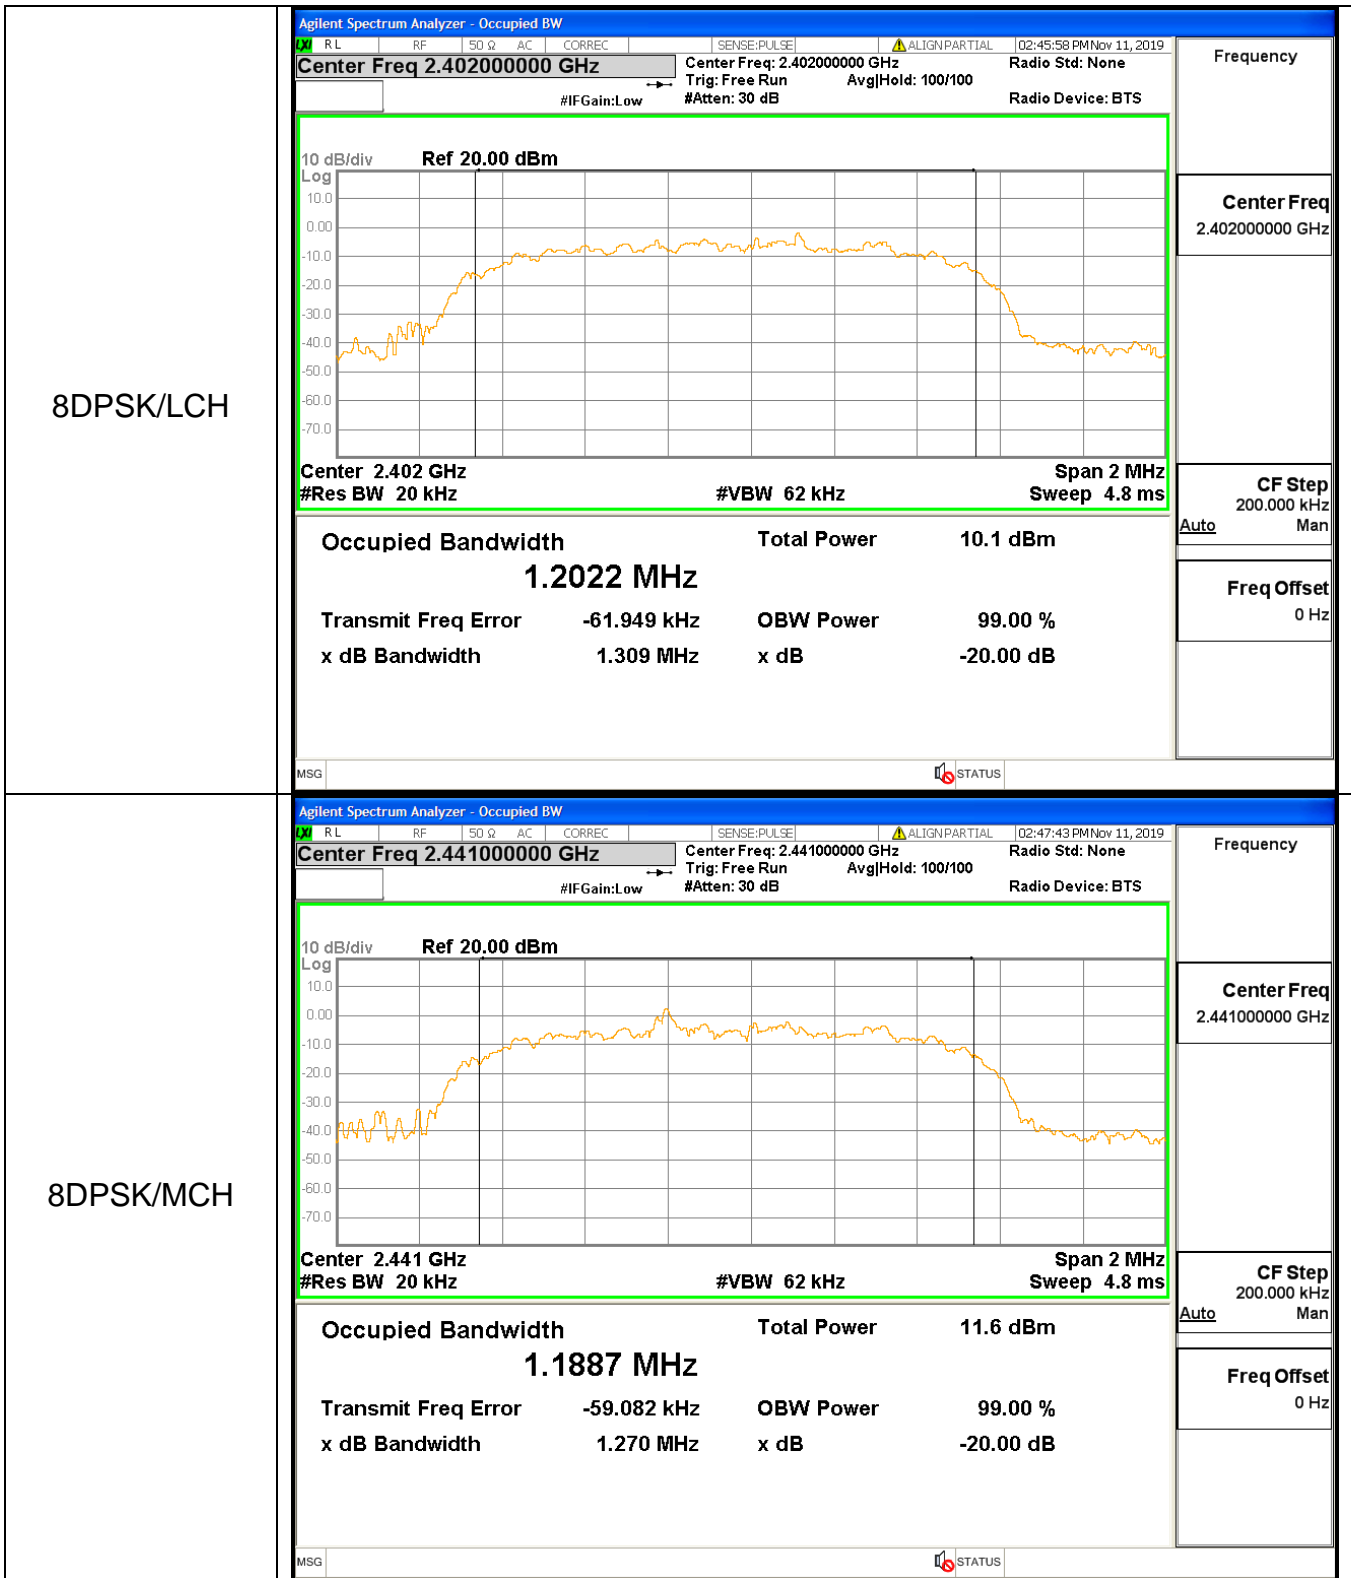 8DPSK/LCH
Agilent Spectrum Analyzer - Occupied BW
LXI RL RF 50 Ω AC CORREC SENSE:PULSE ALIGN PARTIAL 02:45:58 PM Nov 11, 2019
Center Freq 2.402000000 GHz
Center Freq: 2.402000000 GHz Radio Std: None
Trig: Free Run Avg|Hold: 100/100
#IFGain:Low #Atten: 30 dB Radio Device: BTS
10 dB/div Ref 20.00 dBm
Log
10.0
0.00
-10.0
-20.0
-30.0
-40.0
-50.0
-60.0
-70.0
Center 2.402 GHz Span 2 MHz
#Res BW 20 kHz #VBW 62 kHz Sweep 4.8 ms
Occupied Bandwidth Total Power 10.1 dBm
1.2022 MHz
Transmit Freq Error -61.949 kHz OBW Power 99.00 %
x dB Bandwidth 1.309 MHz x dB -20.00 dB
MSG STATUS
Frequency
Center Freq
2.402000000 GHz
CF Step
200.000 kHz
Auto Man
Freq Offset
0 Hz
8DPSK/MCH
Agilent Spectrum Analyzer - Occupied BW
LXI RL RF 50 Ω AC CORREC SENSE:PULSE ALIGN PARTIAL 02:47:43 PM Nov 11, 2019
Center Freq 2.441000000 GHz
Center Freq: 2.441000000 GHz Radio Std: None
Trig: Free Run Avg|Hold: 100/100
#IFGain:Low #Atten: 30 dB Radio Device: BTS
10 dB/div Ref 20.00 dBm
Log
10.0
0.00
-10.0
-20.0
-30.0
-40.0
-50.0
-60.0
-70.0
Center 2.441 GHz Span 2 MHz
#Res BW 20 kHz #VBW 62 kHz Sweep 4.8 ms
Occupied Bandwidth Total Power 11.6 dBm
1.1887 MHz
Transmit Freq Error -59.082 kHz OBW Power 99.00 %
x dB Bandwidth 1.270 MHz x dB -20.00 dB
MSG STATUS
Frequency
Center Freq
2.441000000 GHz
CF Step
200.000 kHz
Auto Man
Freq Offset
0 Hz